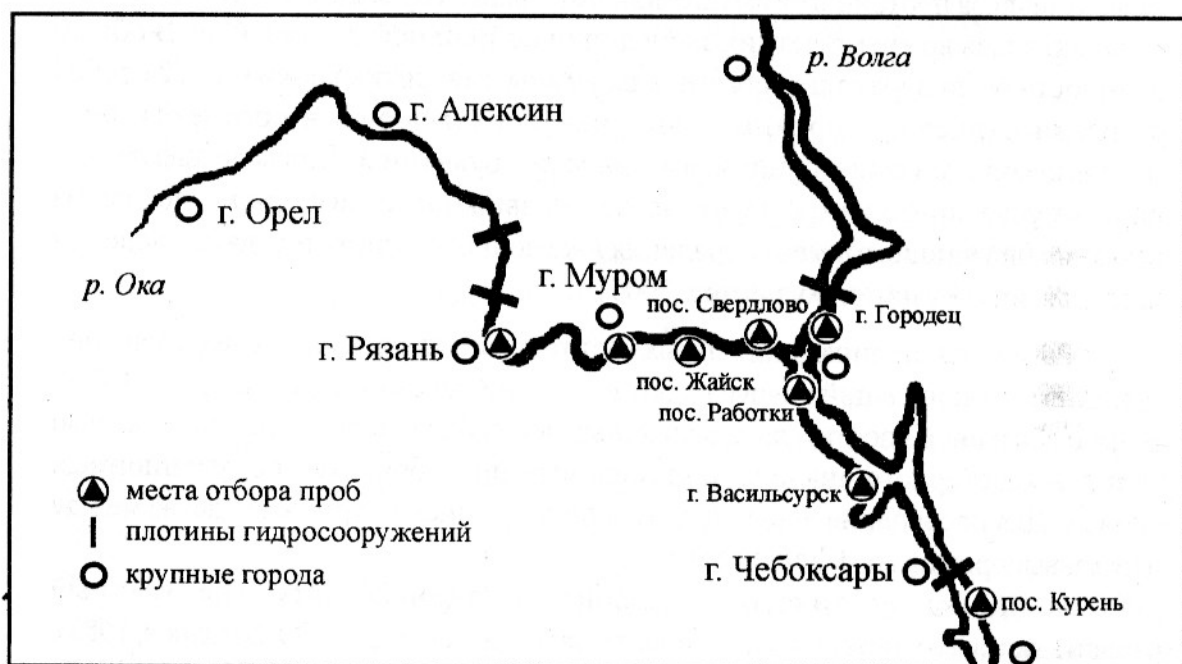 р. Волга
г. Алексин
г. Орел
р. Ока
г. Муром
пос. Свердлово
г. Городец
г. Рязань
пос. Жайск
пос. Работки
места отбора проб
г. Васильсурск
плотины гидросооружений
г. Чебоксары
крупные города
пос. Курень